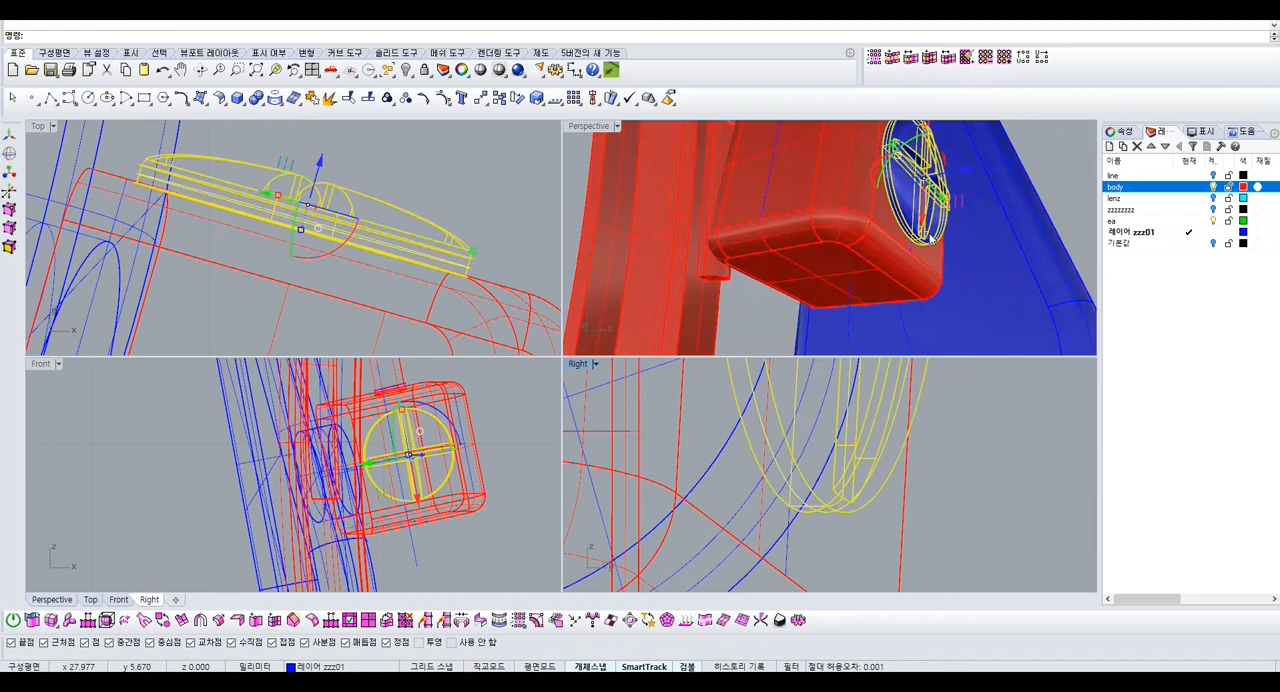 명령:
표준 구성평면 뷰 설정 표시 선택 뷰포트 레이아웃 표시 여부 변형 커브 도구 솔리드 도구 메쉬 도구 렌더링 도구 제도 5버전의 새 기능
Top
Perspective
속성 레... 표시 도움...
이름 현재 색 재질
line
body
lenz
zzzzzzzz
ea
레이어 zzz01
기본값
Front
Right
Perspective Top Front Right
끝점 근처점 점 중간점 중심점 교차점 수직점 접점 사분점 매듭점 정점 투영 사용 안 함
구성평면 x 27.977 y 5.670 z 0.000 밀리미터 레이어 zzz01 그리드 스냅 직교모드 평면모드 개체스냅 SmartTrack 검볼 히스토리 기록 필터 절대 허용오차: 0.001